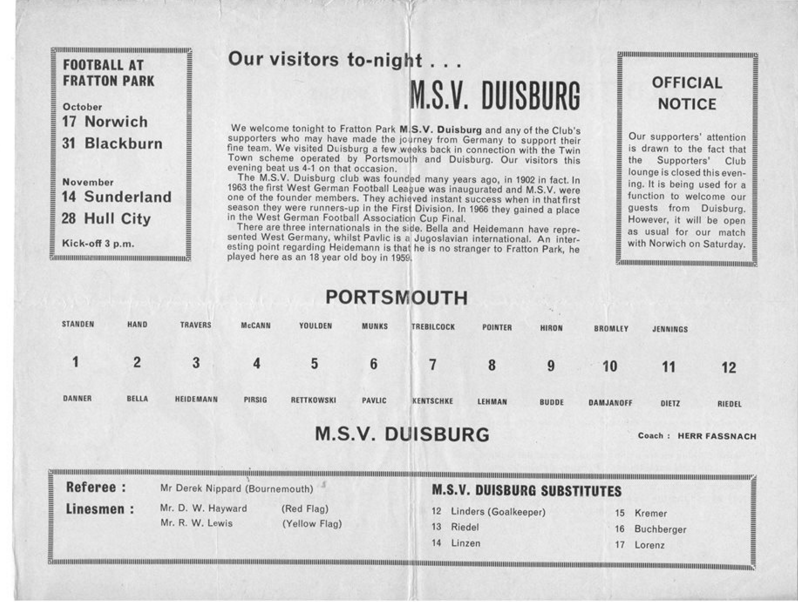 FOOTBALL AT
FRATTON PARK
October
17 Norwich
31 Blackburn
November
14 Sunderland
28 Hull City
Kick-off 3 p.m.
Our visitors to-night . . .
M.S.V. DUISBURG
We welcome tonight to Fratton Park M.S.V. Duisburg and any of the Club's
supporters who may have made the journey from Germany to support their
fine team. We visited Duisburg a few weeks back in connection with the Twin
Town scheme operated by Portsmouth and Duisburg. Our visitors this
evening beat us 4-1 on that occasion.
The M.S.V. Duisburg club was founded many years ago, in 1902 in fact. In
1963 the first West German Football League was inaugurated and M.S.V. were
one of the founder members. They achieved instant success when in that first
season they were runners-up in the First Division. In 1966 they gained a place
in the West German Football Association Cup Final.
There are three internationals in the side. Bella and Heidemann have repre-
sented West Germany, whilst Pavlic is a Jugoslavian international. An inter-
esting point regarding Heidemann is that he is no stranger to Fratton Park, he
played here as an 18 year old boy in 1959.
OFFICIAL
NOTICE
Our supporters' attention
is drawn to the fact that
the Supporters' Club
lounge is closed this even-
ing. It is being used for a
function to welcome our
guests from Duisburg.
However, it will be open
as usual for our match
with Norwich on Saturday.
PORTSMOUTH
STANDEN HAND TRAVERS McCANN YOULDEN MUNKS TREBILCOCK POINTER HIRON BROMLEY JENNINGS
1 2 3 4 5 6 7 8 9 10 11 12
DANNER BELLA HEIDEMANN PIRSIG RETTKOWSKI PAVLIC KENTSCHKE LEHMAN BUDDE DAMJANOFF DIETZ RIEDEL
M.S.V. DUISBURG
Coach : HERR FASSNACH
Referee : Mr Derek Nippard (Bournemouth)
Linesmen : Mr. D. W. Hayward (Red Flag)
Mr. R. W. Lewis (Yellow Flag)
M.S.V. DUISBURG SUBSTITUTES
12 Linders (Goalkeeper)
13 Riedel
14 Linzen
15 Kremer
16 Buchberger
17 Lorenz